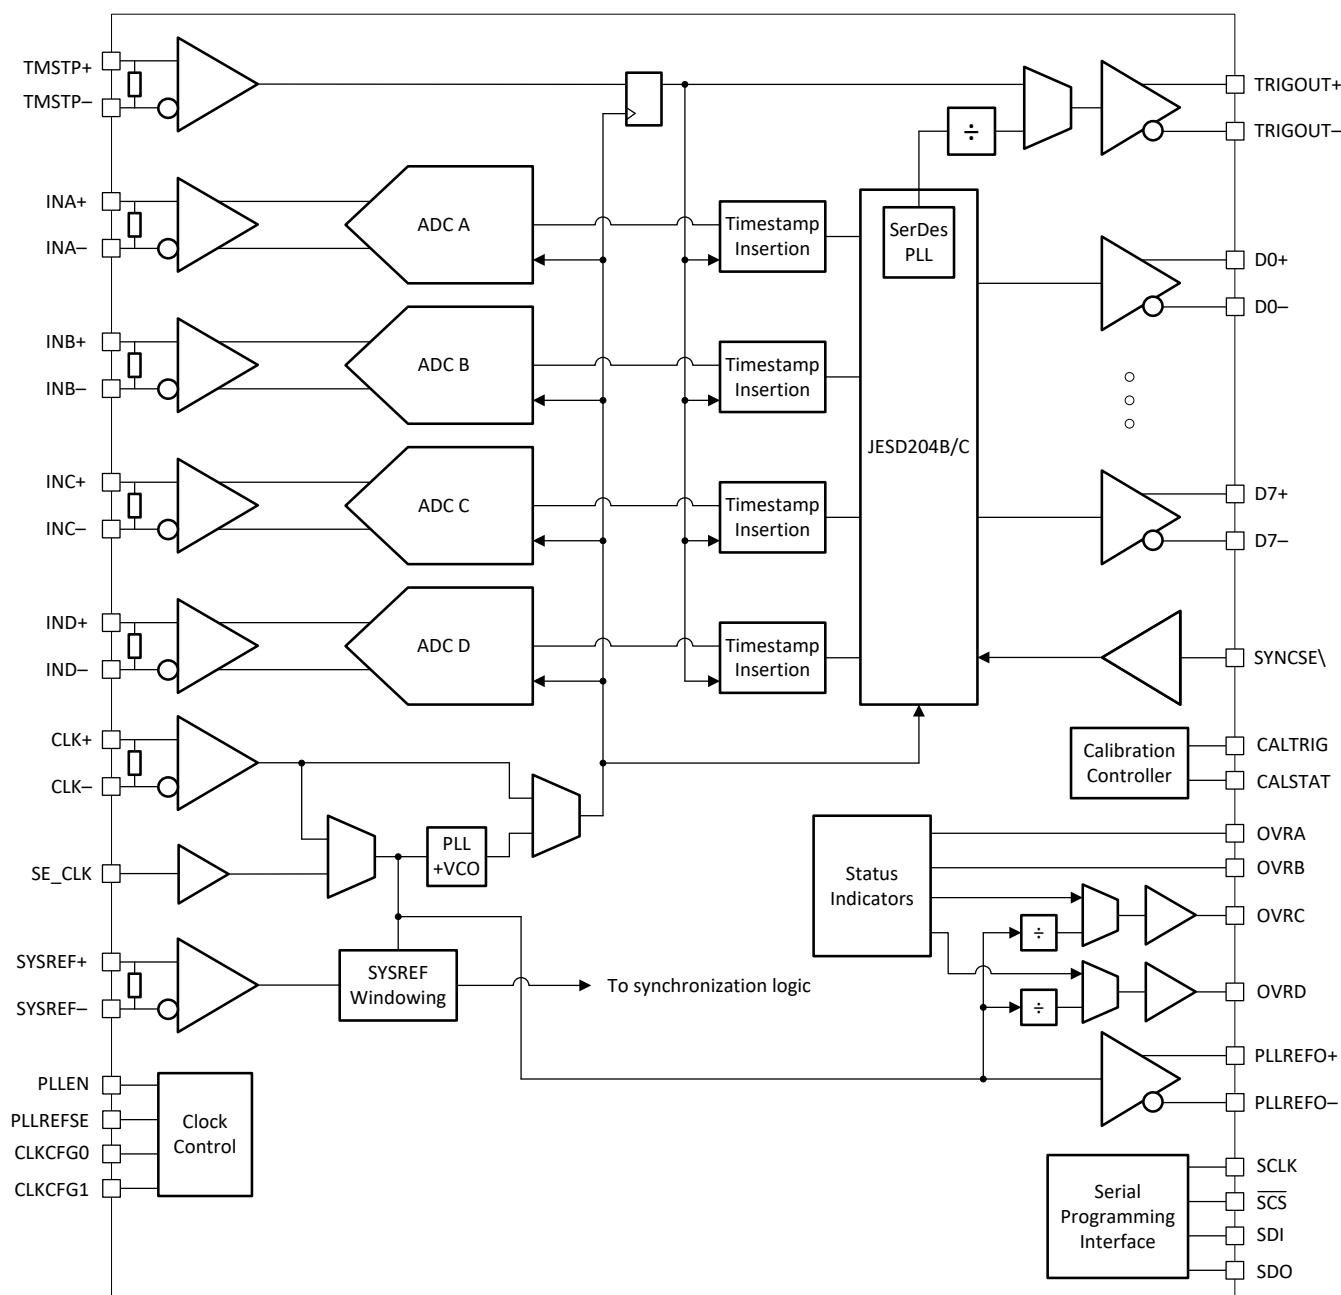 TMSTP+
TMSTP–
INA+
INA–
INB+
INB–
INC+
INC–
IND+
IND–
CLK+
CLK–
SE_CLK
SYSREF+
SYSREF–
PLLEN
PLLREFSE
CLKCFG0
CLKCFG1
ADC A
ADC B
ADC C
ADC D
PLL
+VCO
SYSREF
Windowing
To synchronization logic
Clock
Control
Timestamp
Insertion
Timestamp
Insertion
Timestamp
Insertion
Timestamp
Insertion
÷
SerDes
PLL
JESD204B/C
Calibration
Controller
Status
Indicators
÷
÷
Serial
Programming
Interface
TRIGOUT+
TRIGOUT–
D0+
D0–
D7+
D7–
SYNCSE\
CALTRIG
CALSTAT
OVRA
OVRB
OVRC
OVRD
PLLREFO+
PLLREFO–
SCLK
S̅C̅S̅
SDI
SDO